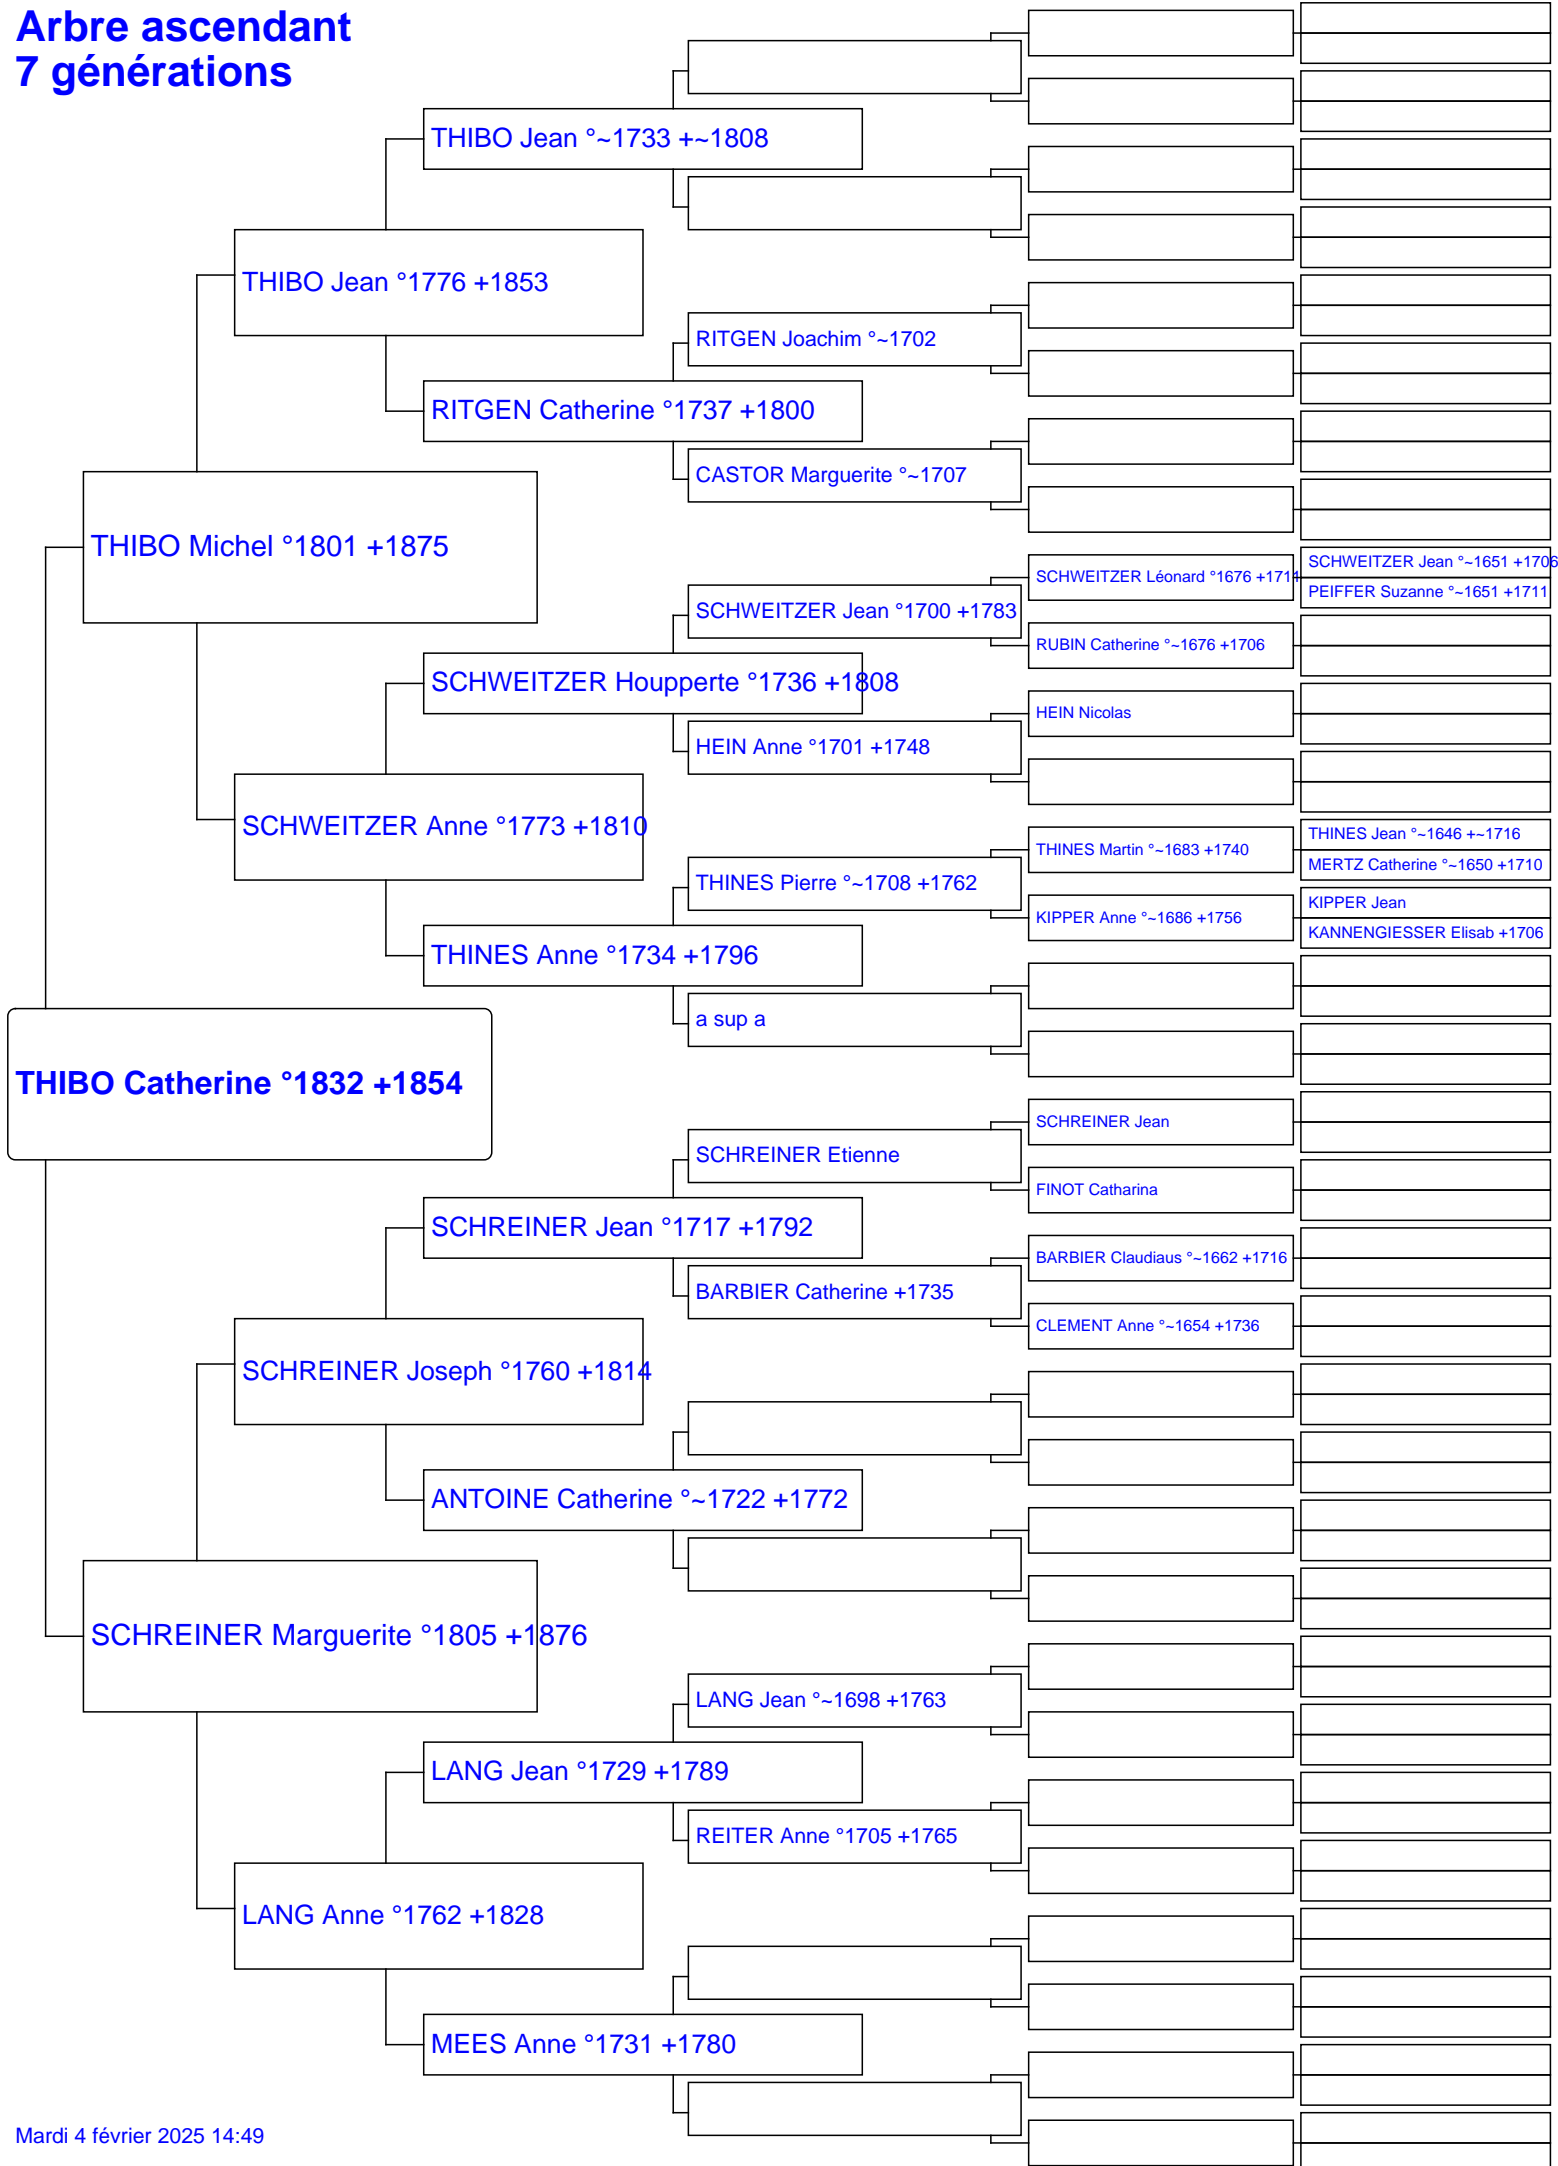 Arbre ascendant
7 générations
THIBO Jean °~1733 +~1808
THIBO Jean °1776 +1853
RITGEN Joachim °~1702
RITGEN Catherine °1737 +1800
CASTOR Marguerite °~1707
THIBO Michel °1801 +1875
SCHWEITZER Jean °~1651 +1706
SCHWEITZER Léonard °1676 +1711
PEIFFER Suzanne °~1651 +1711
SCHWEITZER Jean °1700 +1783
RUBIN Catherine °~1676 +1706
SCHWEITZER Houpperte °1736 +1808
HEIN Nicolas
HEIN Anne °1701 +1748
SCHWEITZER Anne °1773 +1810
THINES Jean °~1646 +~1716
THINES Martin °~1683 +1740
MERTZ Catherine °~1650 +1710
THINES Pierre °~1708 +1762
KIPPER Jean
KIPPER Anne °~1686 +1756
KANNENGIESSER Elisab +1706
THINES Anne °1734 +1796
a sup a
THIBO Catherine °1832 +1854
SCHREINER Jean
SCHREINER Etienne
FINOT Catharina
SCHREINER Jean °1717 +1792
BARBIER Claudiaus °~1662 +1716
BARBIER Catherine +1735
CLEMENT Anne °~1654 +1736
SCHREINER Joseph °1760 +1814
ANTOINE Catherine °~1722 +1772
SCHREINER Marguerite °1805 +1876
LANG Jean °~1698 +1763
LANG Jean °1729 +1789
REITER Anne °1705 +1765
LANG Anne °1762 +1828
MEES Anne °1731 +1780
Mardi 4 février 2025 14:49